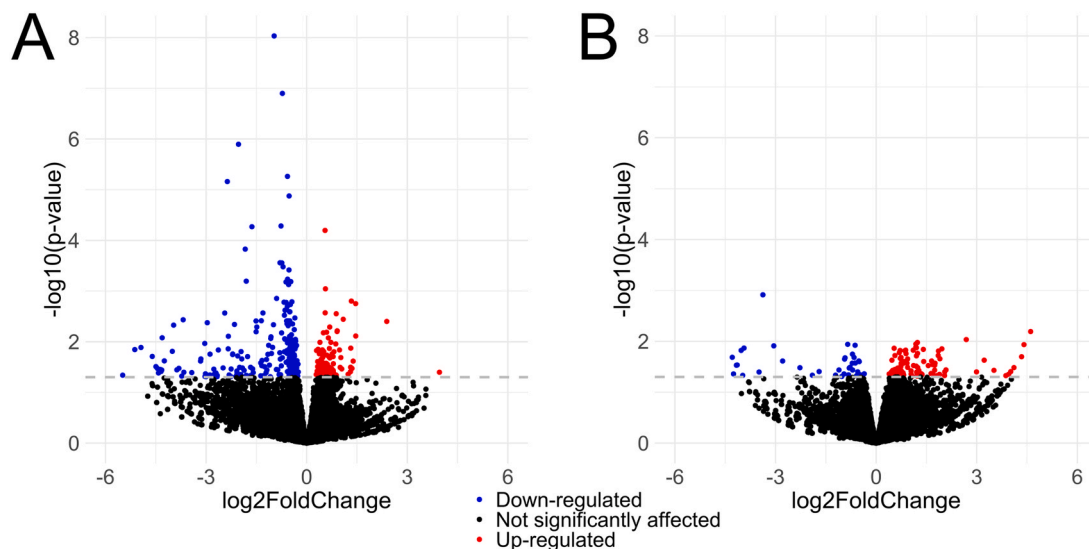 A
B
-log10(p-value)
8
6
4
2
0
-6
-3
0
3
6
log2FoldChange
-log10(p-value)
8
6
4
2
0
-6
-3
0
3
6
log2FoldChange
Down-regulated
Not significantly affected
Up-regulated